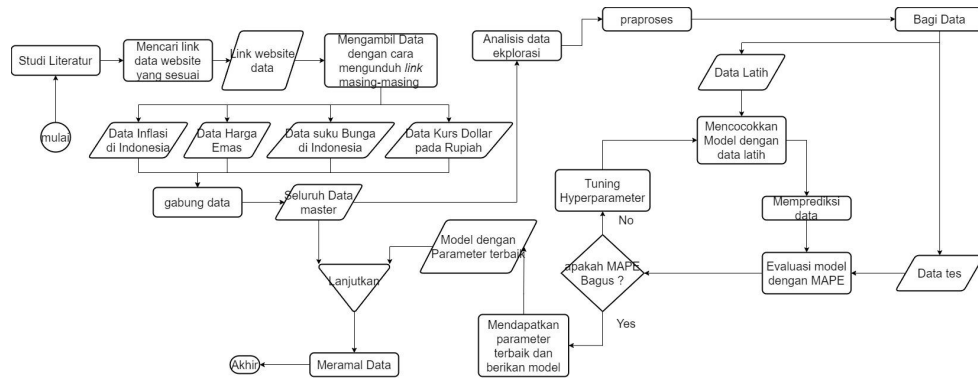 mulai
Studi Literatur
Mencari link
data website
yang sesuai
Link website
data
Mengambil Data
dengan cara
mengunduh link
masing-masing
Data Inflasi
di Indonesia
Data Harga
Emas
Data suku Bunga
di Indonesia
Data Kurs Dollar
pada Rupiah
gabung data
Seluruh Data
master
Analisis data
ekplorasi
praproses
Bagi Data
Data Latih
Mencocokkan
Model dengan
data latih
Memprediksi
data
Data tes
Evaluasi model
dengan MAPE
apakah MAPE
Bagus ?
No
Tuning
Hyperparameter
Yes
Mendapatkan
parameter
terbaik dan
berikan model
Model dengan
Parameter terbaik
Lanjutkan
Meramal Data
Akhir